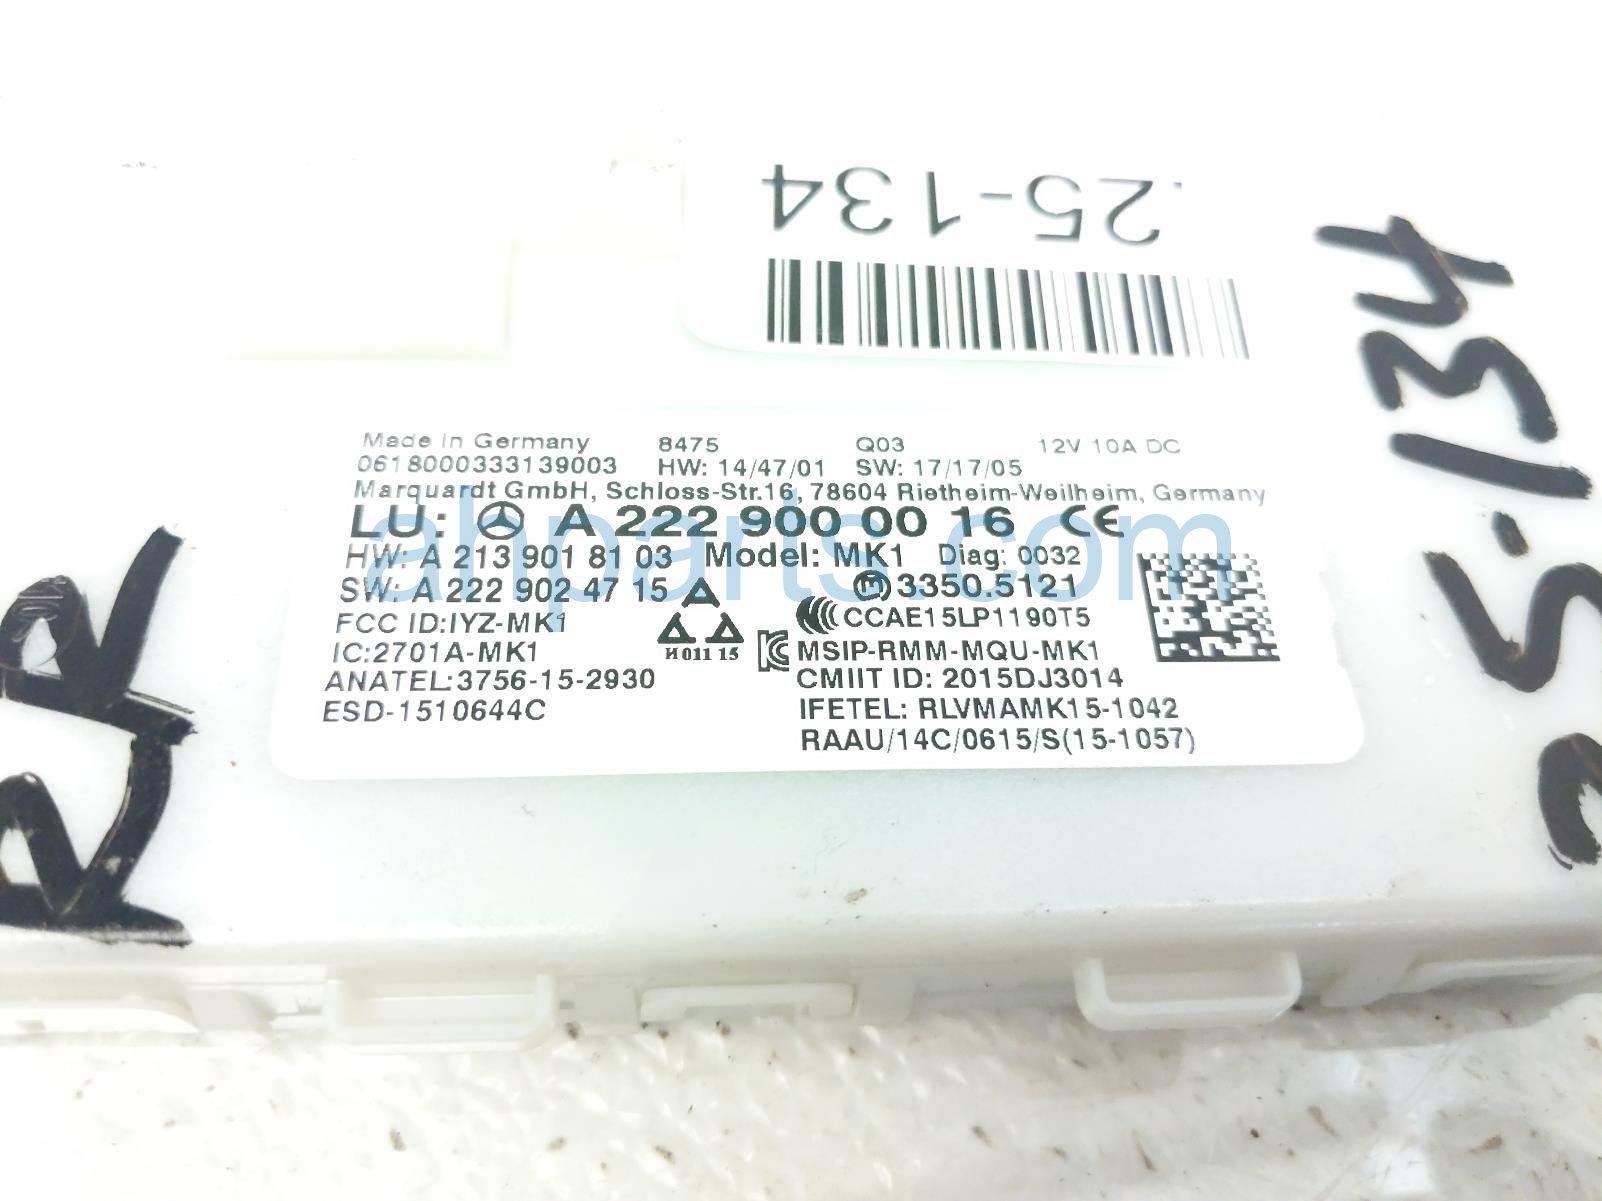 25-134
Made in Germany 8475 Q03 12V 10A DC
0618000333139003 HW: 14/47/01 SW: 17/17/05
Marquardt GmbH, Schloss-Str.16, 78604 Rietheim-Weilheim, Germany
LU: A 222 900 00 16 CE
HW: A 213 901 81 03 Model: MK1 Diag: 0032
SW: A 222 902 47 15 M 3350.5121
FCC ID:IYZ-MK1 CCAE15LP1190T5
H 011 15
IC:2701A-MK1 MSIP-RMM-MQU-MK1
ANATEL:3756-15-2930 CMIIT ID: 2015DJ3014
ESD-1510644C IFETEL: RLVMAMK15-1042
RAAU/14C/0615/S(15-1057)
25-134
RR
ahparts.com